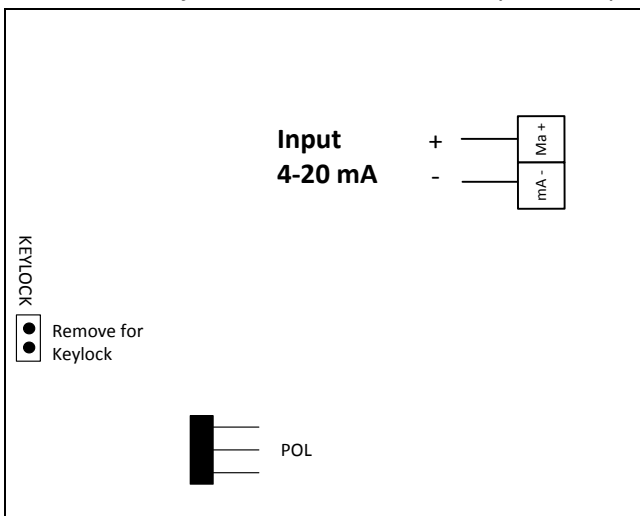 Input + Ma +
4-20 mA - mA -
KEYLOCK
Remove for
Keylock
POL